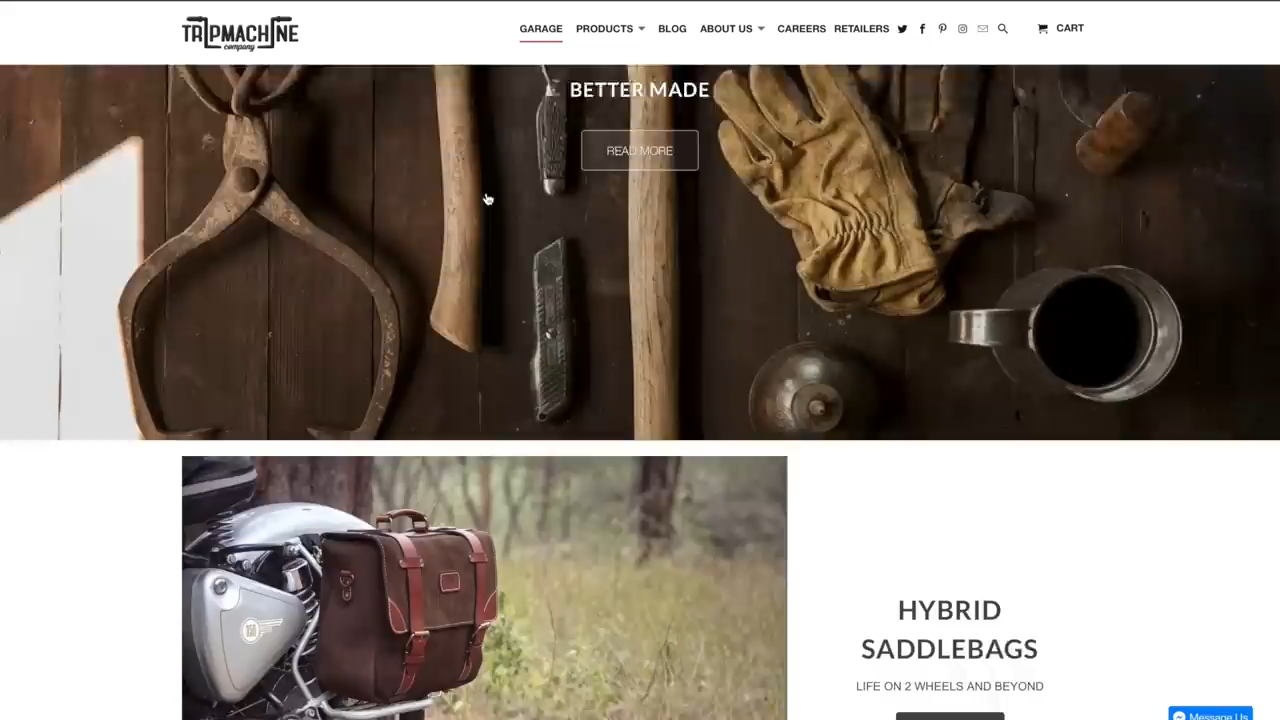 TRIPMACHINE
company
GARAGE PRODUCTS BLOG ABOUT US CAREERS RETAILERS CART
BETTER MADE
READ MORE
HYBRID
SADDLEBAGS
LIFE ON 2 WHEELS AND BEYOND
Message Us